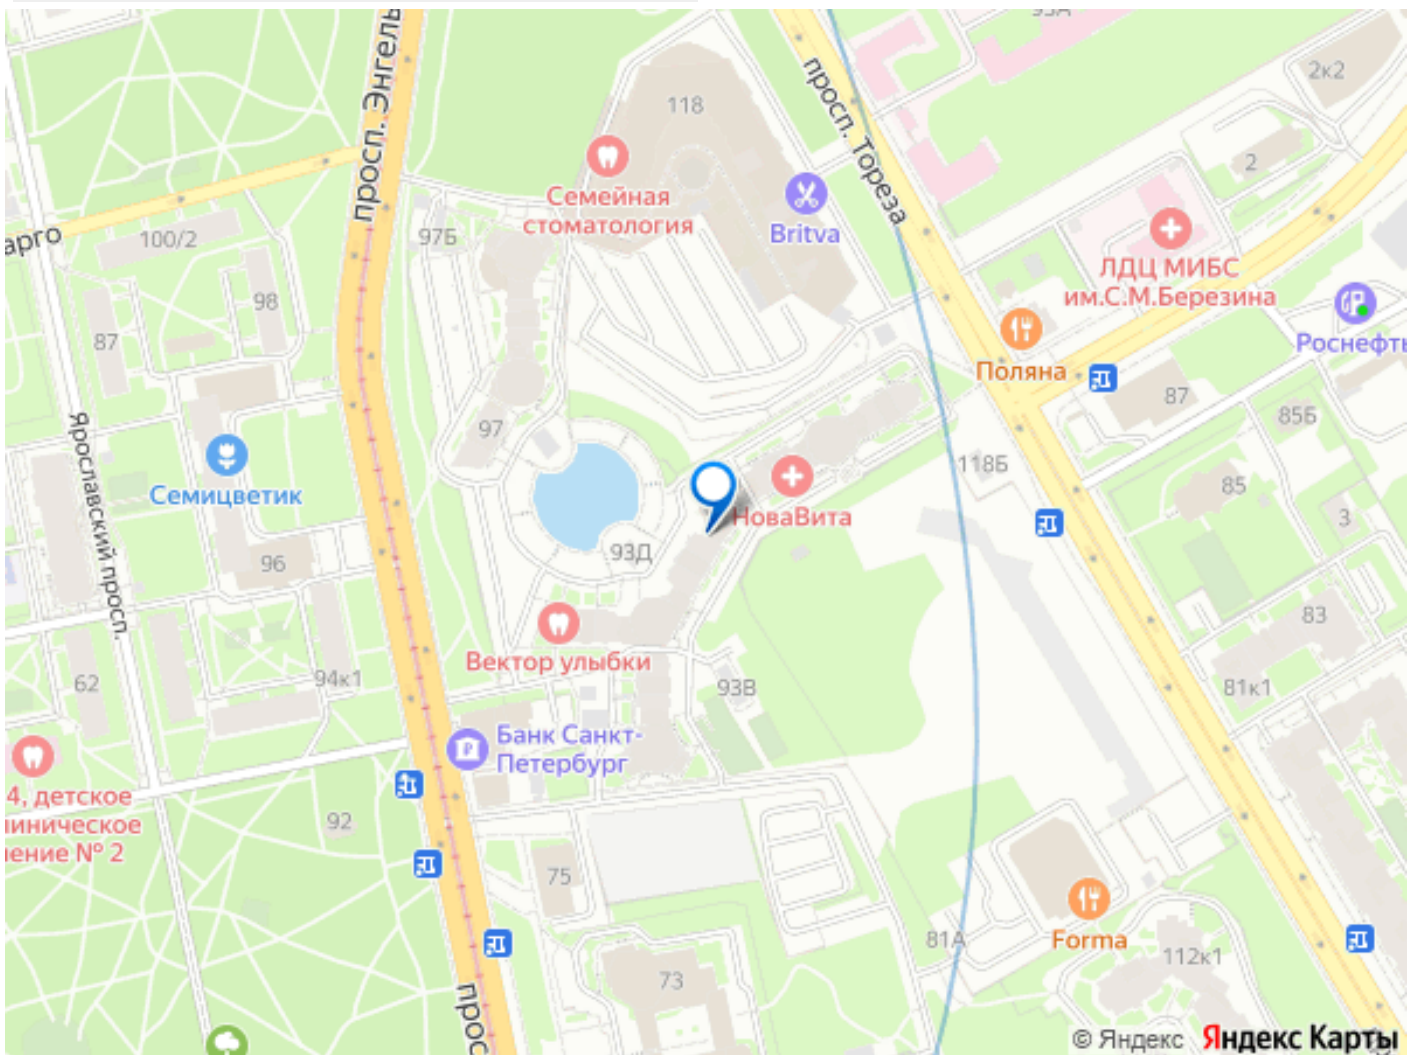 93А
просп. Энгель
просп. Тореза
118
2к2
2
Семейная
стоматология
Britva
97Б
100/2
арго
98
87
ЛДЦ МИБС
им.С.М.Березина
Роснефть
Поляна
87
85Б
97
Ярославский просп.
Семицветик
118Б
85
3
НоваВита
93Д
96
83
Вектор улыбки
94к1
62
93В
81к1
Банк Санкт-
Петербург
4, детское
линическое
ение № 2
92
75
81А
Forma
112к1
73
прос
© Яндекс Яндекс Карты